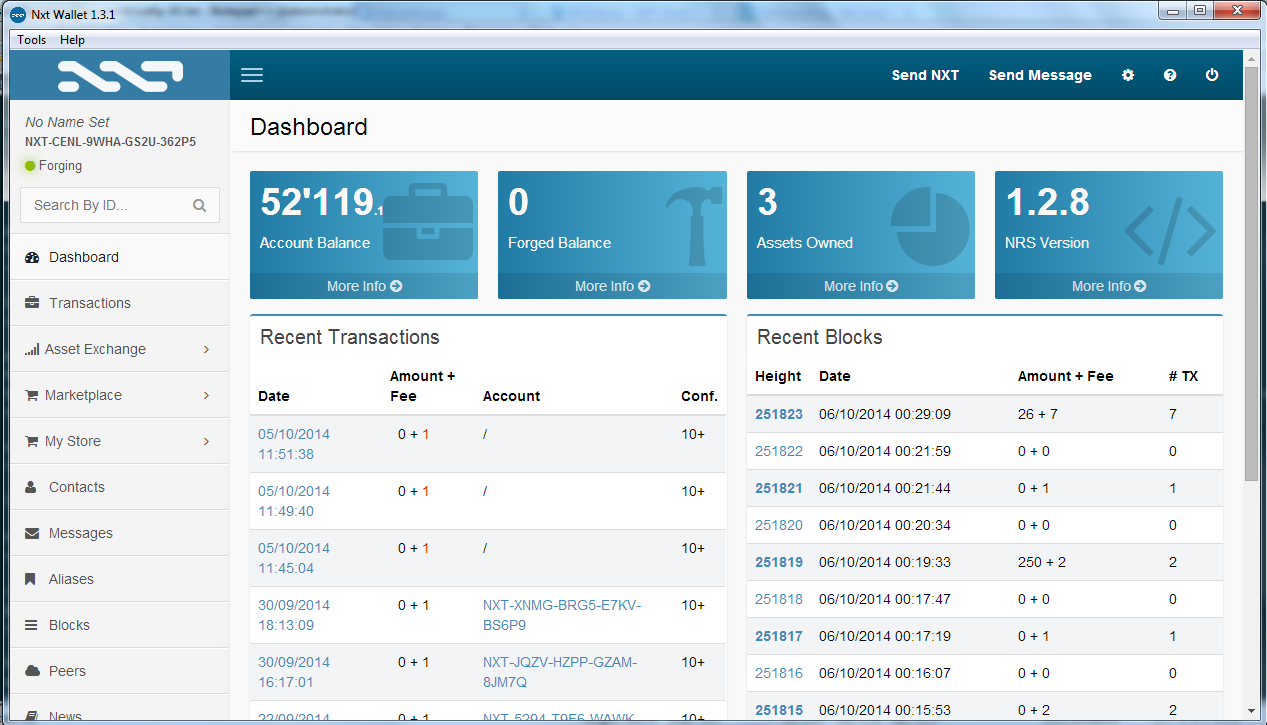 Nxt Wallet 1.3.1
Tools Help
NXT
Send NXT Send Message
No Name Set
NXT-CENL-9WHA-GS2U-362P5
Forging
Search By ID...
Dashboard
Transactions
Asset Exchange
Marketplace
My Store
Contacts
Messages
Aliases
Blocks
Peers
News
Dashboard
52'119.1
Account Balance
More Info
0
Forged Balance
More Info
3
Assets Owned
More Info
1.2.8
NRS Version
More Info
Recent Transactions
Date Amount + Fee Account Conf.
05/10/2014 11:51:38 0 + 1 / 10+
05/10/2014 11:49:40 0 + 1 / 10+
05/10/2014 11:45:04 0 + 1 / 10+
30/09/2014 18:13:09 0 + 1 NXT-XNMG-BRG5-E7KV-BS6P9 10+
30/09/2014 16:17:01 0 + 1 NXT-JQZV-HZPP-GZAM-8JM7Q 10+
22/09/2014 0 + 1 10+
Recent Blocks
Height Date Amount + Fee # TX
251823 06/10/2014 00:29:09 26 + 7 7
251822 06/10/2014 00:21:59 0 + 0 0
251821 06/10/2014 00:21:44 0 + 1 1
251820 06/10/2014 00:20:34 0 + 0 0
251819 06/10/2014 00:19:33 250 + 2 2
251818 06/10/2014 00:17:47 0 + 0 0
251817 06/10/2014 00:17:19 0 + 1 1
251816 06/10/2014 00:16:07 0 + 0 0
251815 06/10/2014 00:15:53 0 + 2 2